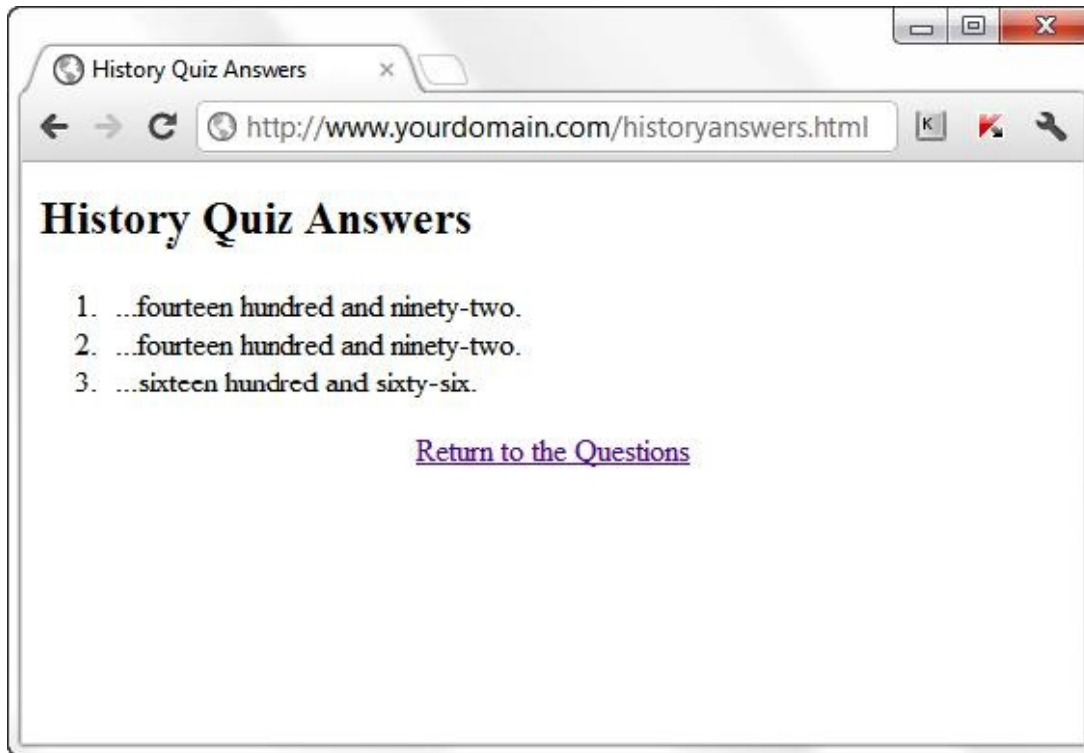 History Quiz Answers
http://www.yourdomain.com/historyanswers.html
K
History Quiz Answers
1. ...fourteen hundred and ninety-two.
2. ...fourteen hundred and ninety-two.
3. ...sixteen hundred and sixty-six.
Return to the Questions